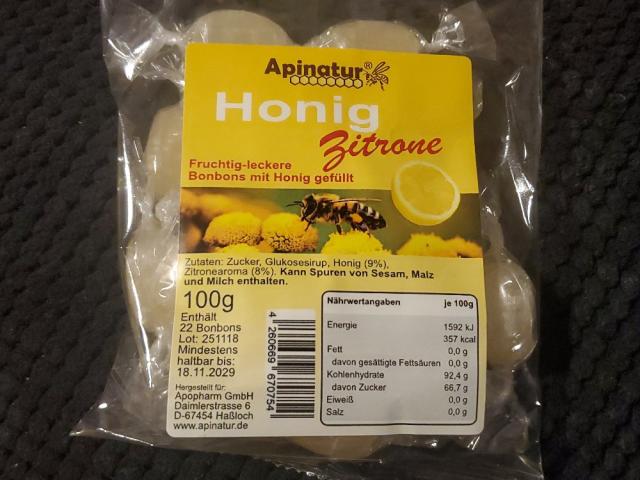 Apinatur®
Honig
Zitrone
Fruchtig-leckere
Bonbons mit Honig gefüllt
Zutaten: Zucker, Glukosesirup, Honig (9%),
Zitronearoma (8%). Kann Spuren von Sesam, Malz
und Milch enthalten.
100g
Enthält
22 Bonbons
Lot: 251118
Mindestens
haltbar bis:
18.11.2029
Hergestellt für:
Apopharm GmbH
Daimlerstrasse 6
D-67454 Haßloch
www.apinatur.de
4 260669 670754
Nährwertangaben je 100g
Energie 1592 kJ
357 kcal
Fett 0,0 g
davon gesättigte Fettsäuren 0,0 g
Kohlenhydrate 92,4 g
davon Zucker 66,7 g
Eiweiß 0,0 g
Salz 0,0 g